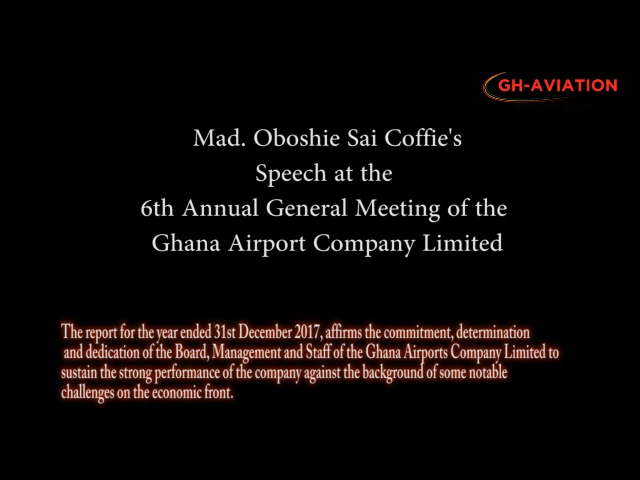 GH-AVIATION
Mad. Oboshie Sai Coffie's
Speech at the
6th Annual General Meeting of the
Ghana Airport Company Limited
The report for the year ended 31st December 2017, affirms the commitment, determination
and dedication of the Board, Management and Staff of the Ghana Airports Company Limited to
sustain the strong performance of the company against the background of some notable
challenges on the economic front.